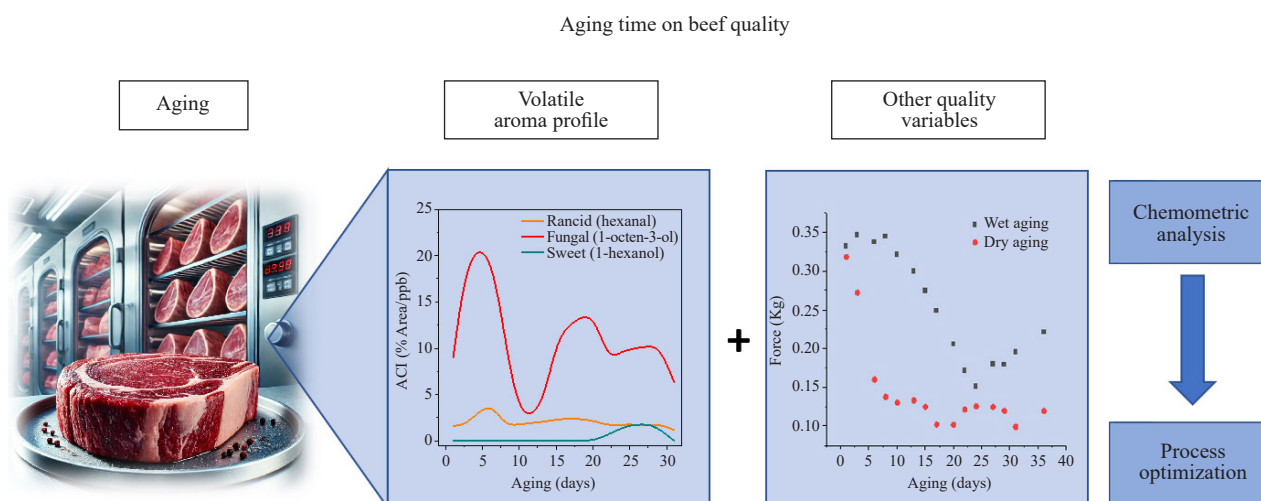 Aging time on beef quality
Aging
Volatile
aroma profile
Other quality
variables
25
20
15
10
5
0
ACI (% Area/ppb)
Rancid (hexanal)
Fungal (1-octen-3-ol)
Sweet (1-hexanol)
0 5 10 15 20 25 30
Aging (days)
+
0.35
0.30
0.25
0.20
0.15
0.10
Force (Kg)
Wet aging
Dry aging
0 5 10 15 20 25 30 35 40
Aging (days)
Chemometric
analysis
Process
optimization